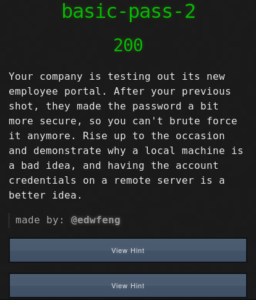 basic-pass-2
200
Your company is testing out its new
employee portal. After your previous
shot, they made the password a bit
more secure, so you can't brute force
it anymore. Rise up to the occasion
and demonstrate why a local machine is
a bad idea, and having the account
credentials on a remote server is a
better idea.
made by: @edwfeng
View Hint
View Hint